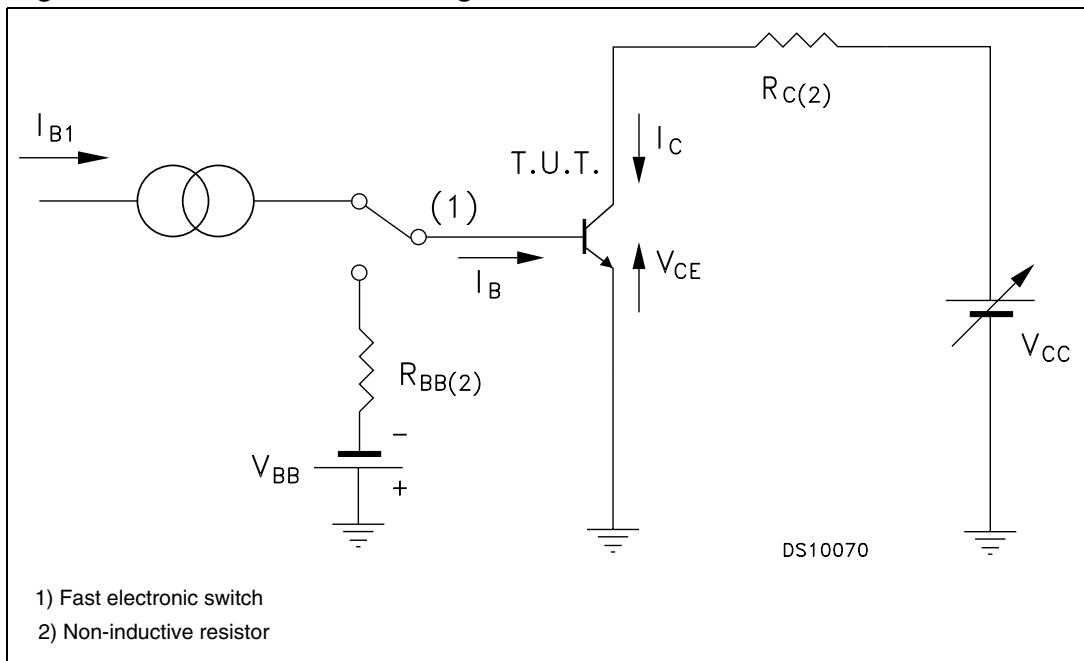 R_C(2)
I_B1
I_C
T.U.T.
(1)
V_CE
I_B
V_CC
R_BB(2)
−
V_BB
+
DS10070
1) Fast electronic switch
2) Non-inductive resistor